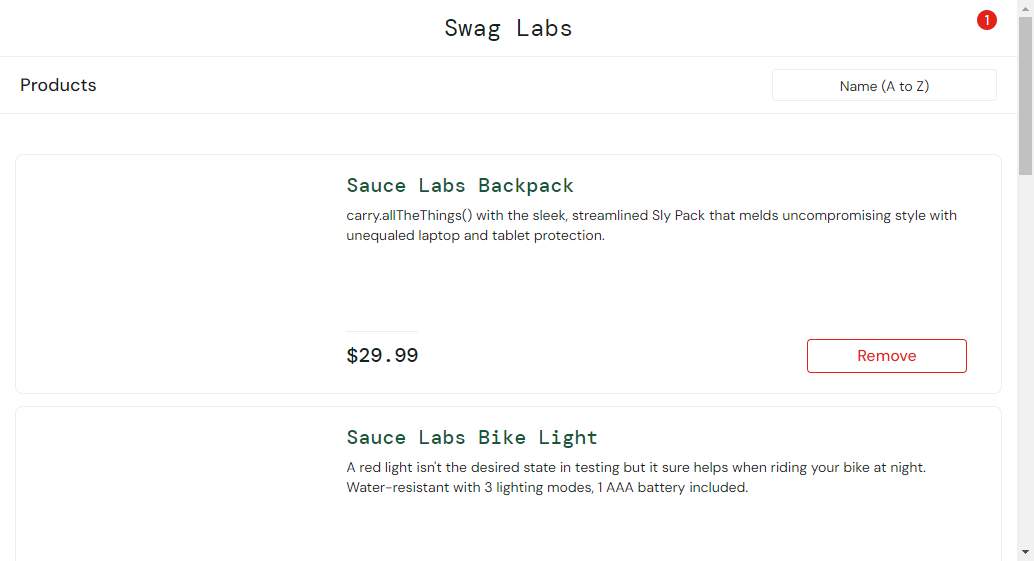 Swag Labs
1
Products
Name (A to Z)
Sauce Labs Backpack
carry.allTheThings() with the sleek, streamlined Sly Pack that melds uncompromising style with
unequaled laptop and tablet protection.
$29.99
Remove
Sauce Labs Bike Light
A red light isn't the desired state in testing but it sure helps when riding your bike at night.
Water-resistant with 3 lighting modes, 1 AAA battery included.